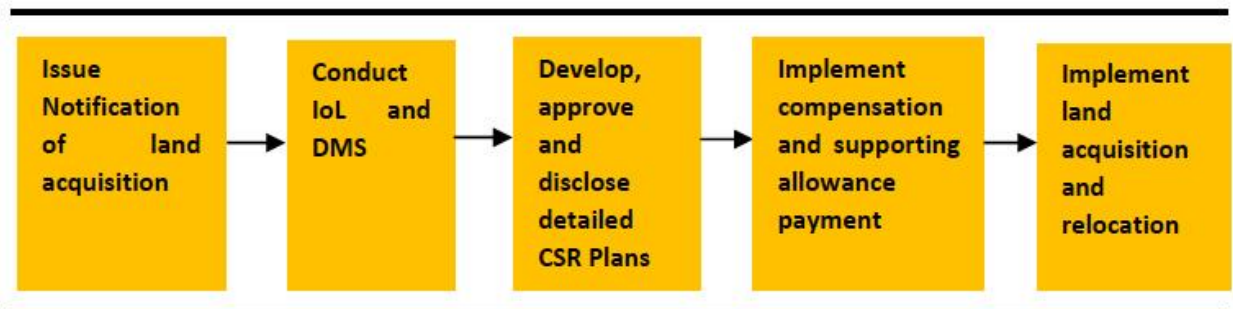 Issue
Notification
of land
acquisition
Conduct
IoL and
DMS
Develop,
approve
and
disclose
detailed
CSR Plans
Implement
compensation
and supporting
allowance
payment
Implement
land
acquisition
and
relocation